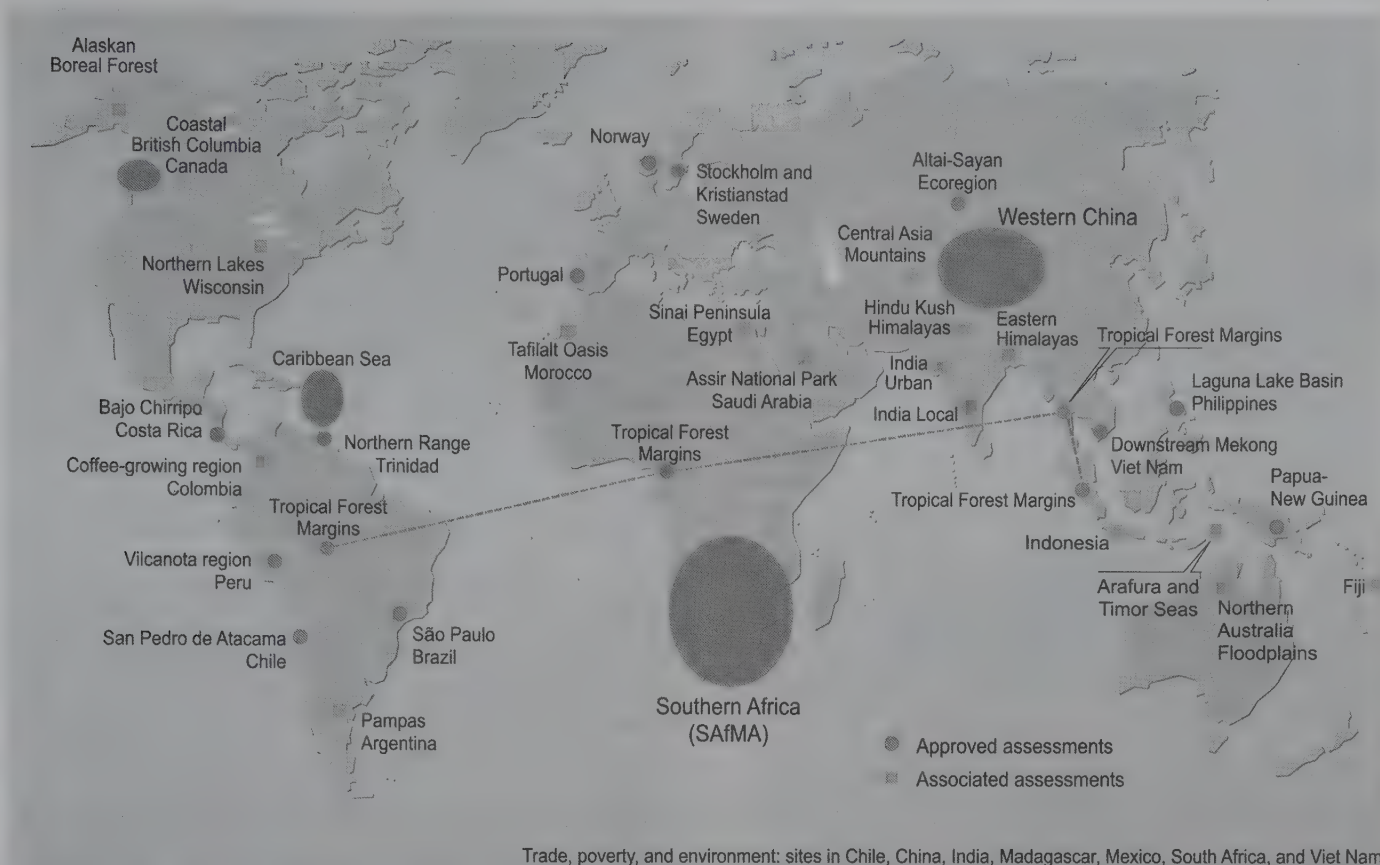 Alaskan
Boreal Forest
Coastal
British Columbia
Canada
Norway
Stockholm and
Kristianstad
Sweden
Altai-Sayan
Ecoregion
Western China
Central Asia
Mountains
Northern Lakes
Wisconsin
Portugal
Sinai Peninsula
Egypt
Hindu Kush
Himalayas
Eastern
Himalayas
Tropical Forest Margins
Caribbean Sea
Tafilalt Oasis
Morocco
Assir National Park
Saudi Arabia
India
Urban
Laguna Lake Basin
Philippines
Bajo Chirripo
Costa Rica
India Local
Northern Range
Trinidad
Tropical Forest
Margins
Downstream Mekong
Viet Nam
Coffee-growing region
Colombia
Papua-
New Guinea
Tropical Forest
Margins
Tropical Forest Margins
Indonesia
Vilcanota region
Peru
Arafura and
Timor Seas
Fiji
Northern
Australia
Floodplains
San Pedro de Atacama
Chile
São Paulo
Brazil
Southern Africa
(SAfMA)
Pampas
Argentina
Approved assessments
Associated assessments
Trade, poverty, and environment: sites in Chile, China, India, Madagascar, Mexico, South Africa, and Viet Nam